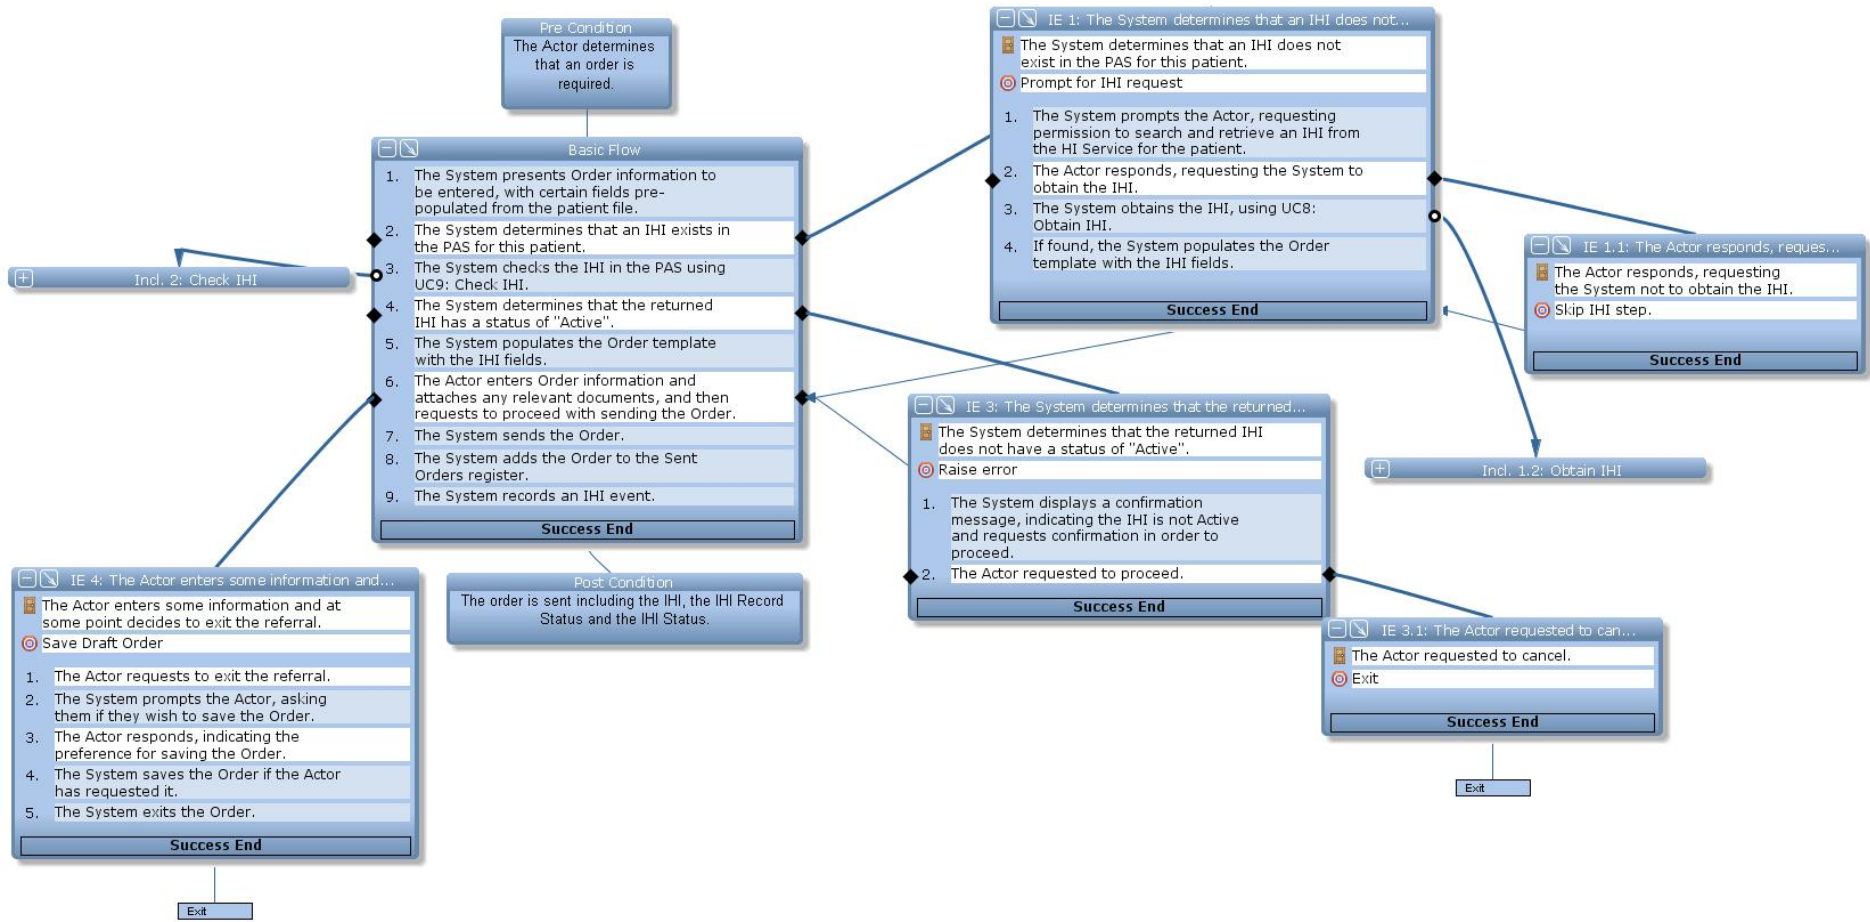 Pre Condition
The Actor determines
that an order is
required.
Basic Flow
1. The System presents Order information to
be entered, with certain fields pre-
populated from the patient file.
2. The System determines that an IHI exists in
the PAS for this patient.
3. The System checks the IHI in the PAS using
UC9: Check IHI.
4. The System determines that the returned
IHI has a status of "Active".
5. The System populates the Order template
with the IHI fields.
6. The Actor enters Order information and
attaches any relevant documents, and then
requests to proceed with sending the Order.
7. The System sends the Order.
8. The System adds the Order to the Sent
Orders register.
9. The System records an IHI event.
Success End
Incl. 2: Check IHI
Post Condition
The order is sent including the IHI, the IHI Record
Status and the IHI Status.
IE 4: The Actor enters some information and...
The Actor enters some information and at
some point decides to exit the referral.
Save Draft Order
1. The Actor requests to exit the referral.
2. The System prompts the Actor, asking
them if they wish to save the Order.
3. The Actor responds, indicating the
preference for saving the Order.
4. The System saves the Order if the Actor
has requested it.
5. The System exits the Order.
Success End
Exit
IE 1: The System determines that an IHI does not...
The System determines that an IHI does not
exist in the PAS for this patient.
Prompt for IHI request
1. The System prompts the Actor, requesting
permission to search and retrieve an IHI from
the HI Service for the patient.
2. The Actor responds, requesting the System to
obtain the IHI.
3. The System obtains the IHI, using UC8:
Obtain IHI.
4. If found, the System populates the Order
template with the IHI fields.
Success End
IE 1.1: The Actor responds, reques...
The Actor responds, requesting
the System not to obtain the IHI.
Skip IHI step.
Success End
Incl. 1.2: Obtain IHI
IE 3: The System determines that the returned...
The System determines that the returned IHI
does not have a status of "Active".
Raise error
1. The System displays a confirmation
message, indicating the IHI is not Active
and requests confirmation in order to
proceed.
2. The Actor requested to proceed.
Success End
IE 3.1: The Actor requested to can...
The Actor requested to cancel.
Exit
Success End
Exit